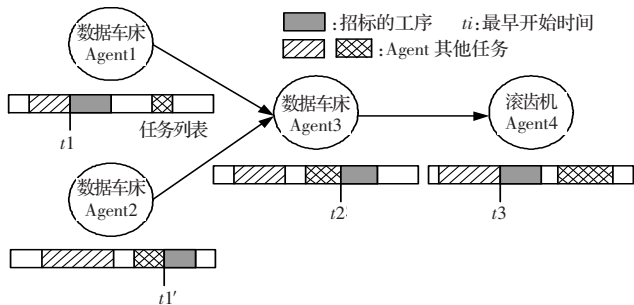 数据车床
Agent1
:招标的工序
ti:最早开始时间
:Agent 其他任务
任务列表
t1
数据车床
Agent3
滚齿机
Agent4
数据车床
Agent2
t2
t3
t1′